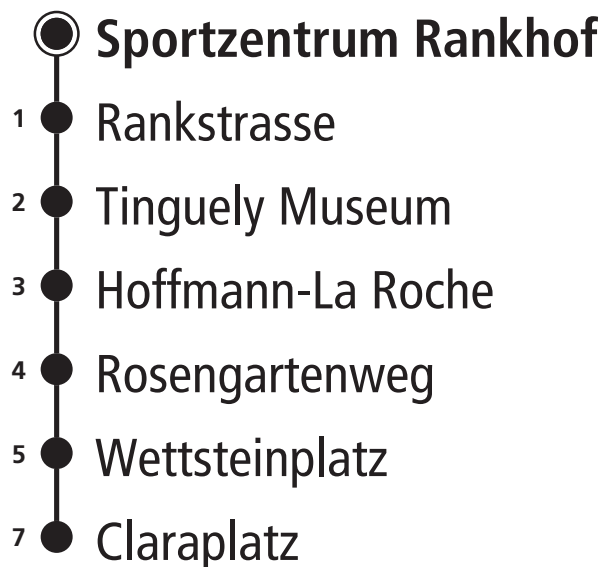 Sportzentrum Rankhof
1 Rankstrasse
2 Tinguely Museum
3 Hoffmann-La Roche
4 Rosengartenweg
5 Wettsteinplatz
7 Claraplatz